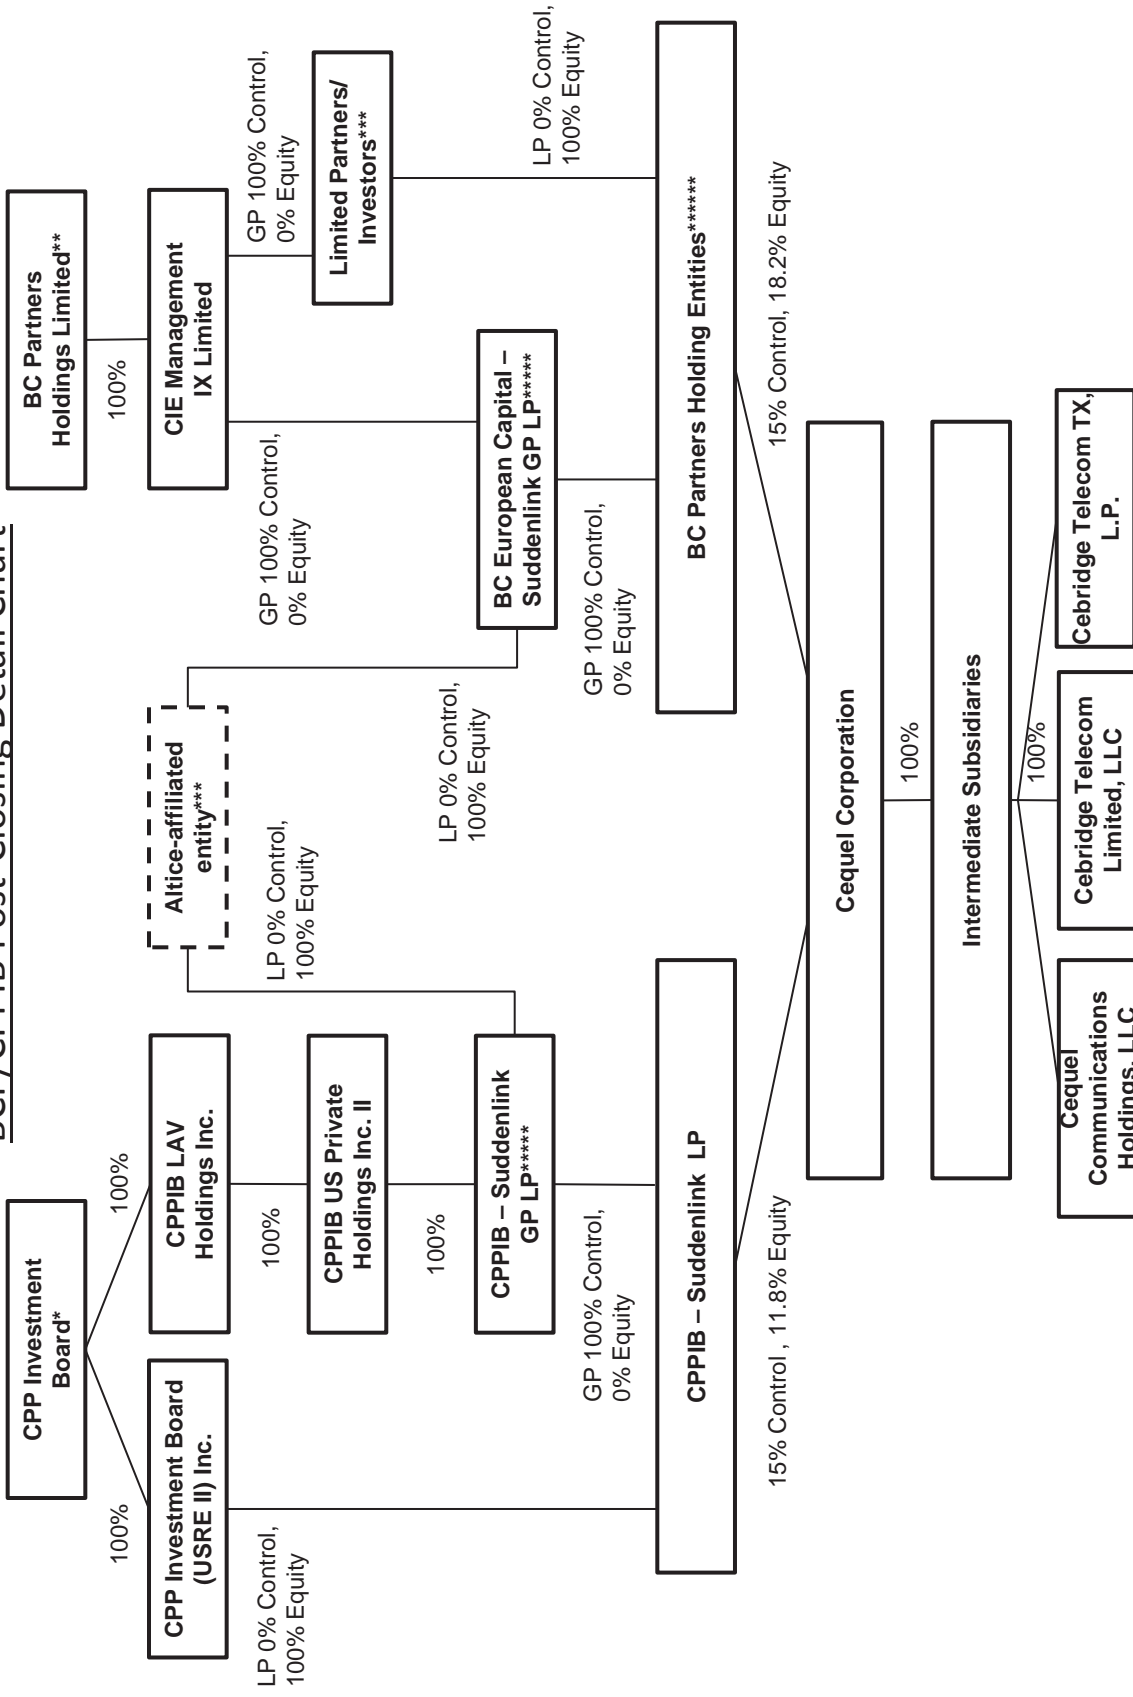 BCP/CPPIB Post-Closing Detail Chart
CPP Investment
Board*
BC Partners
Holdings Limited**
100%
100%
100%
CPP Investment Board
(USRE II) Inc.
CPPIB LAV
Holdings Inc.
Altice-affiliated
entity***
CIE Management
IX Limited
LP 0% Control,
100% Equity
100%
LP 0% Control,
100% Equity
GP 100% Control,
0% Equity
GP 100% Control,
0% Equity
CPPIB US Private
Holdings Inc. II
Limited Partners/
Investors***
100%
LP 0% Control,
100% Equity
CPPIB – Suddenlink
GP LP*****
BC European Capital –
Suddenlink GP LP*****
GP 100% Control,
0% Equity
GP 100% Control,
0% Equity
LP 0% Control,
100% Equity
CPPIB – Suddenlink LP
BC Partners Holding Entities******
15% Control , 11.8% Equity
15% Control, 18.2% Equity
Cequel Corporation
100%
Intermediate Subsidiaries
100%
Cequel
Communications
Holdings, LLC
Cebridge Telecom
Limited, LLC
Cebridge Telecom TX,
L.P.